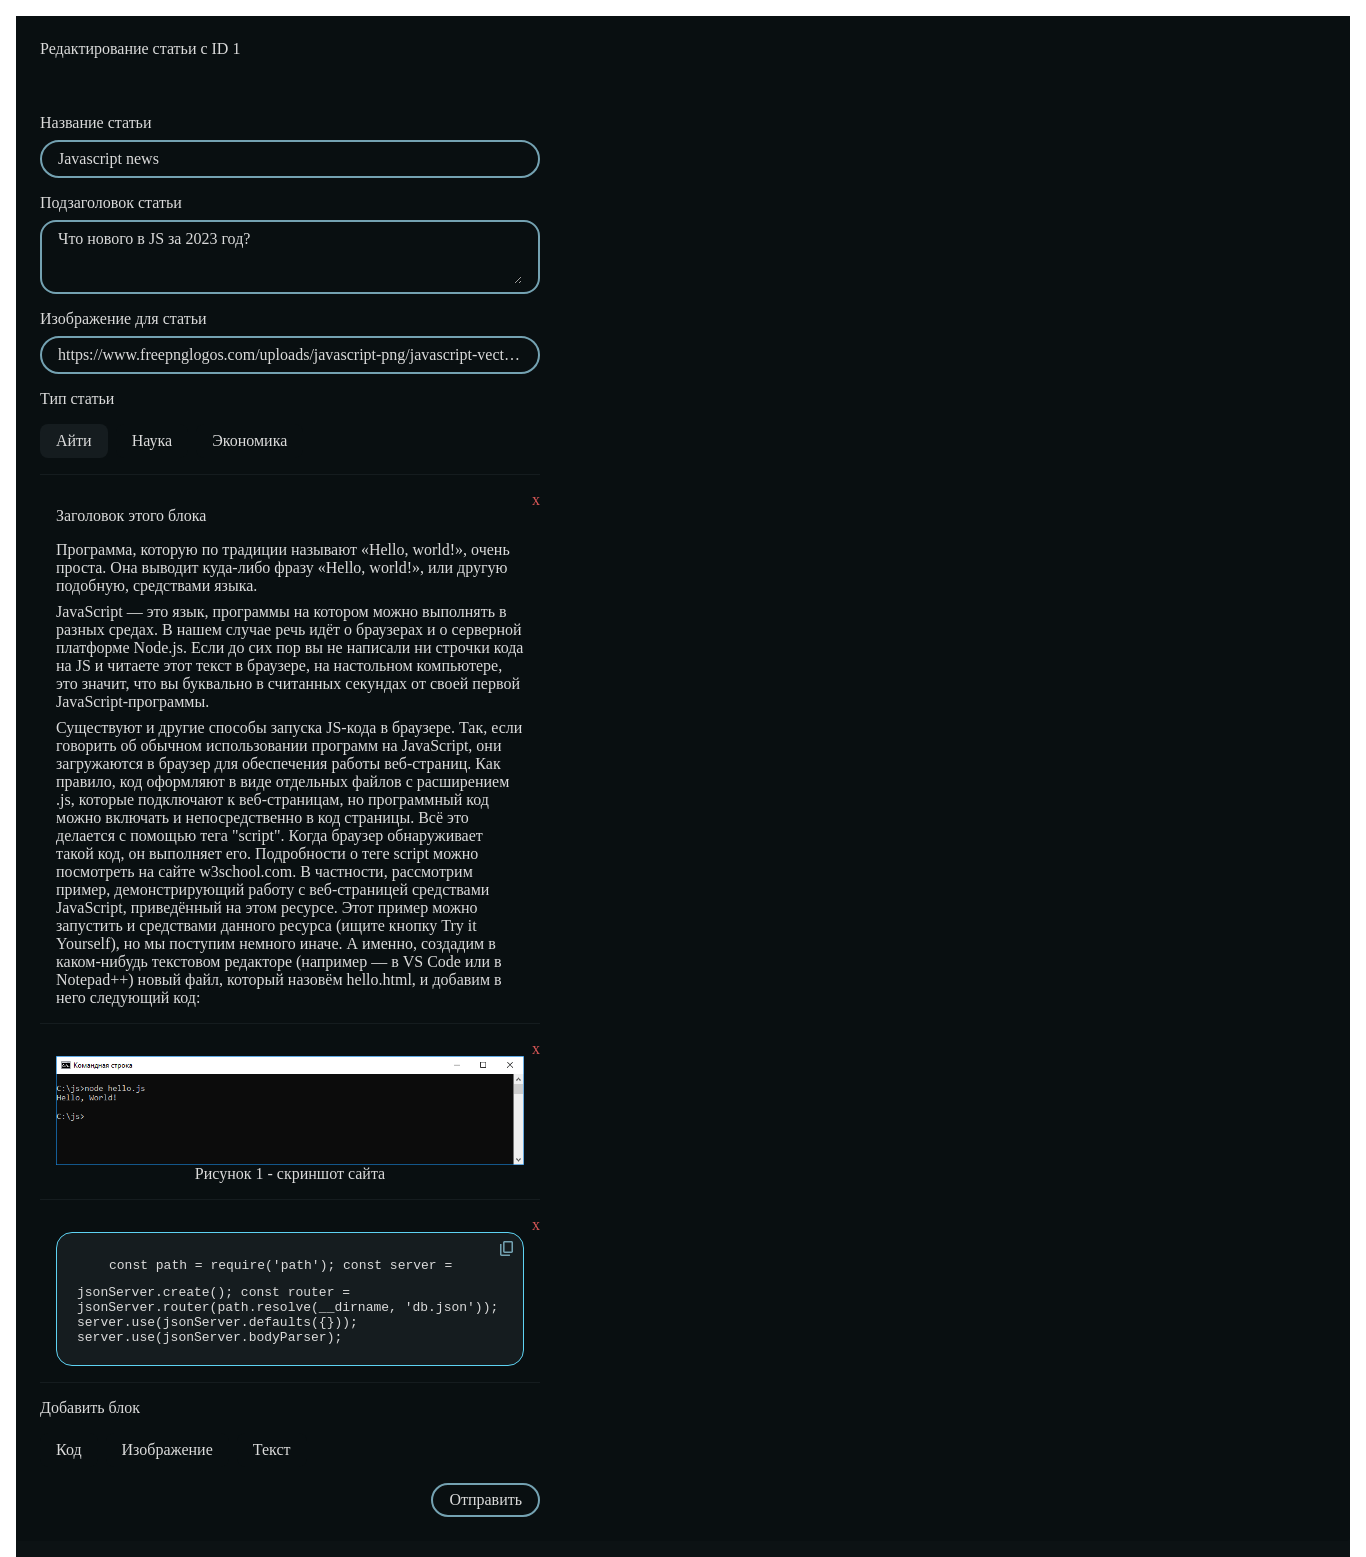 Редактирование статьи с ID 1
Название статьи
Javascript news
Подзаголовок статьи
Что нового в JS за 2023 год?
Изображение для статьи
https://www.freepnglogos.com/uploads/javascript-png/javascript-vect…
Тип статьи
Айти Наука Экономика
x
Заголовок этого блока
Программа, которую по традиции называют «Hello, world!», очень
проста. Она выводит куда-либо фразу «Hello, world!», или другую
подобную, средствами языка.
JavaScript — это язык, программы на котором можно выполнять в
разных средах. В нашем случае речь идёт о браузерах и о серверной
платформе Node.js. Если до сих пор вы не написали ни строчки кода
на JS и читаете этот текст в браузере, на настольном компьютере,
это значит, что вы буквально в считанных секундах от своей первой
JavaScript-программы.
Существуют и другие способы запуска JS-кода в браузере. Так, если
говорить об обычном использовании программ на JavaScript, они
загружаются в браузер для обеспечения работы веб-страниц. Как
правило, код оформляют в виде отдельных файлов с расширением
.js, которые подключают к веб-страницам, но программный код
можно включать и непосредственно в код страницы. Всё это
делается с помощью тега "script". Когда браузер обнаруживает
такой код, он выполняет его. Подробности о теге script можно
посмотреть на сайте w3school.com. В частности, рассмотрим
пример, демонстрирующий работу с веб-страницей средствами
JavaScript, приведённый на этом ресурсе. Этот пример можно
запустить и средствами данного ресурса (ищите кнопку Try it
Yourself), но мы поступим немного иначе. А именно, создадим в
каком-нибудь текстовом редакторе (например — в VS Code или в
Notepad++) новый файл, который назовём hello.html, и добавим в
него следующий код:
x
Командная строка
C:\js>node hello.js
Hello, World!
C:\js>
Рисунок 1 - скриншот сайта
x
const path = require('path'); const server =
jsonServer.create(); const router =
jsonServer.router(path.resolve(__dirname, 'db.json'));
server.use(jsonServer.defaults({}));
server.use(jsonServer.bodyParser);
Добавить блок
Код Изображение Текст
Отправить